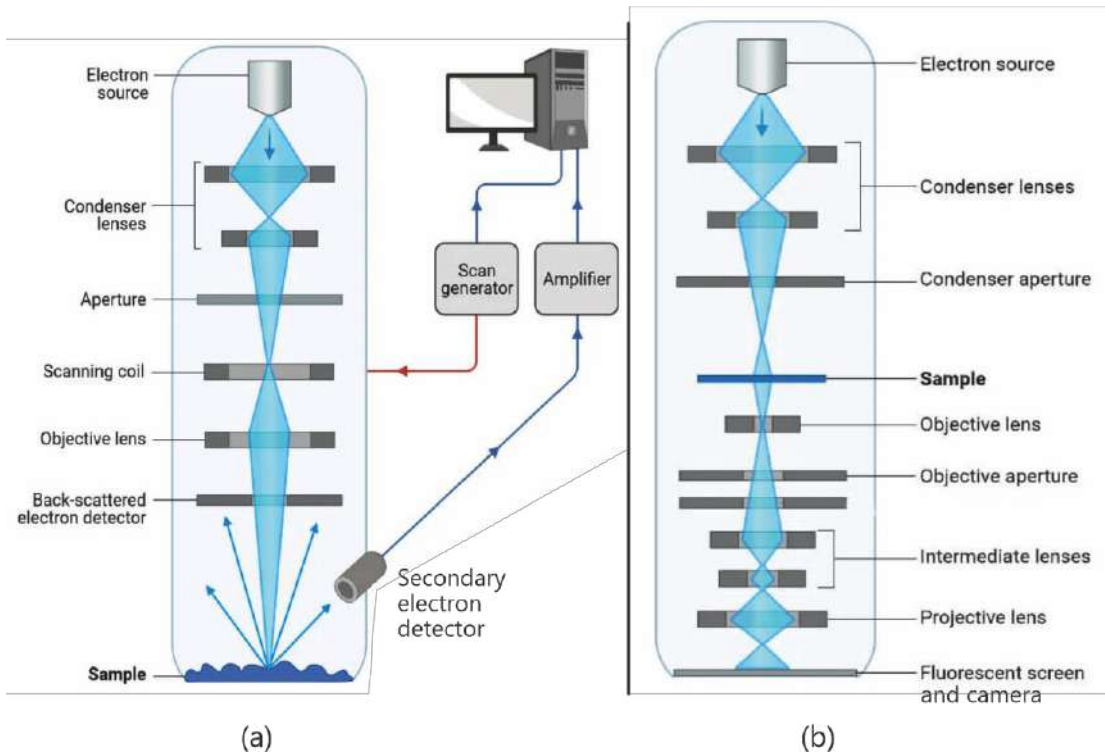 Electron
source
Condenser
lenses
Aperture
Scanning coil
Objective lens
Back-scattered
electron detector
Sample
Scan
generator
Amplifier
Secondary
electron
detector
(a)
Electron source
Condenser lenses
Condenser aperture
Sample
Objective lens
Objective aperture
Intermediate lenses
Projective lens
Fluorescent screen
and camera
(b)